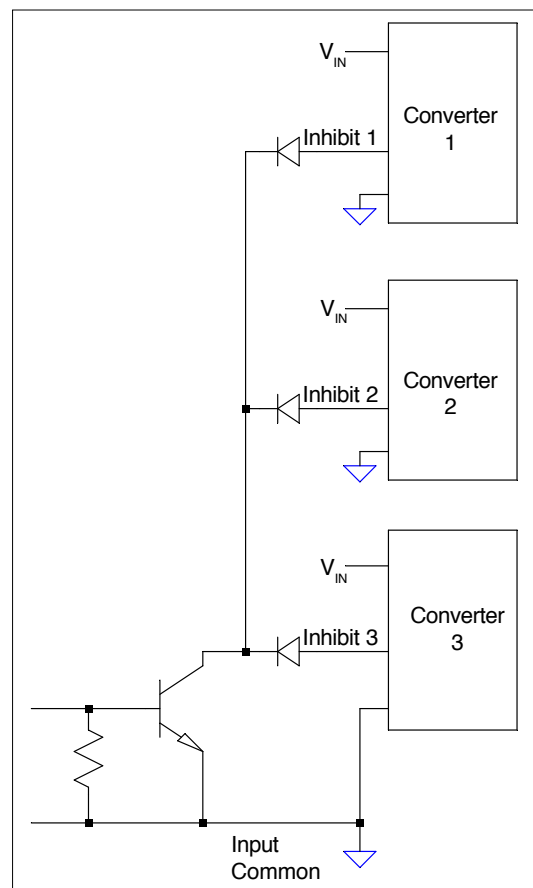 V_IN
Inhibit 1
Converter
1
V_IN
Inhibit 2
Converter
2
V_IN
Inhibit 3
Converter
3
Input
Common